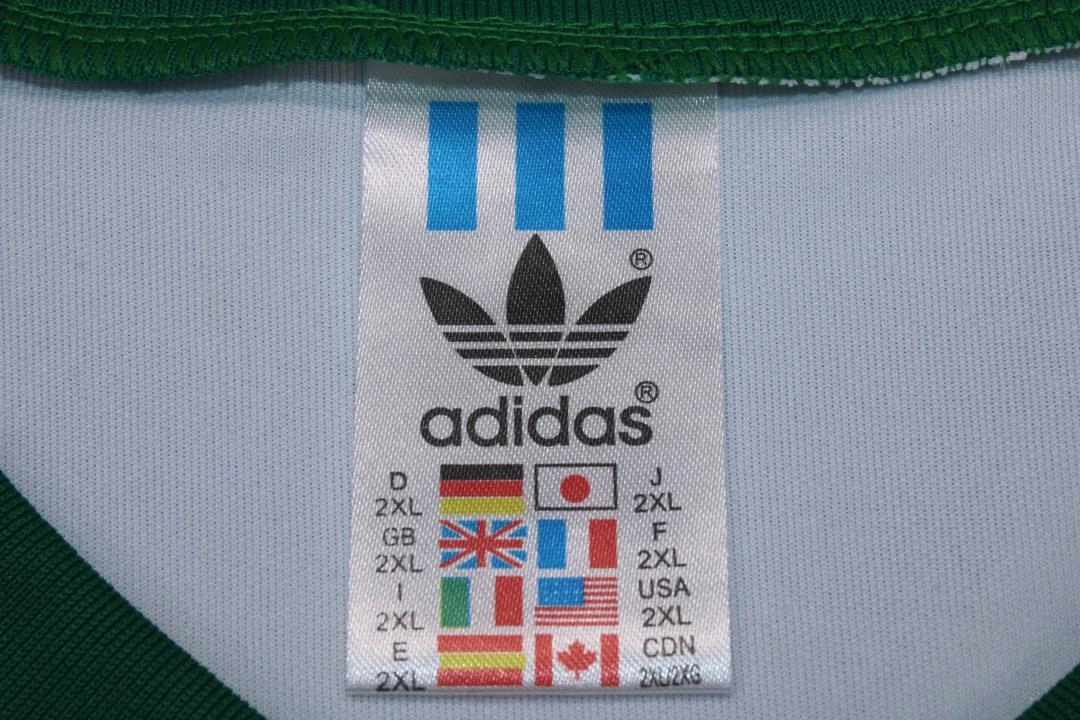 ®
adidas®
D J
2XL 2XL
GB F
2XL 2XL
I USA
2XL 2XL
E CDN
2XL 2XL/2XG